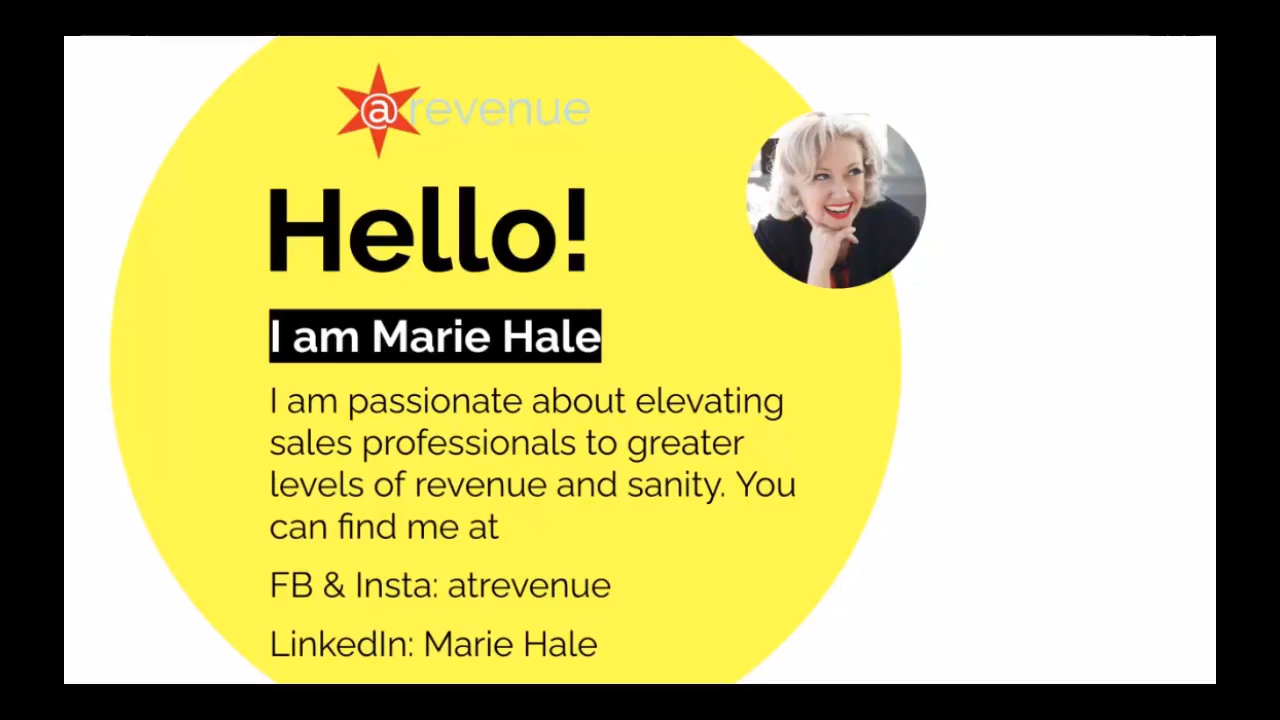 @revenue
Hello!
I am Marie Hale
I am passionate about elevating
sales professionals to greater
levels of revenue and sanity. You
can find me at
FB & Insta: atrevenue
LinkedIn: Marie Hale